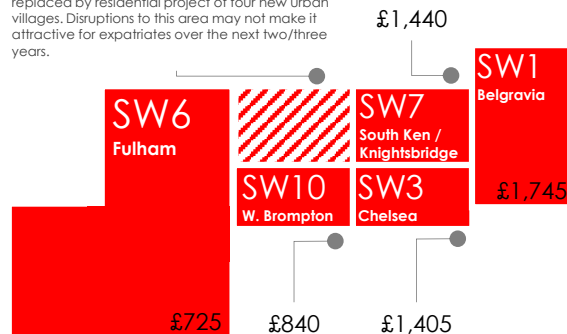 replaced by residential project of four new urban
villages. Disruptions to this area may not make it
attractive for expatriates over the next two/three
years.
£1,440
SW1
Belgravia
£1,745
SW6
Fulham
£725
SW7
South Ken /
Knightsbridge
SW10
W. Brompton
£840
SW3
Chelsea
£1,405